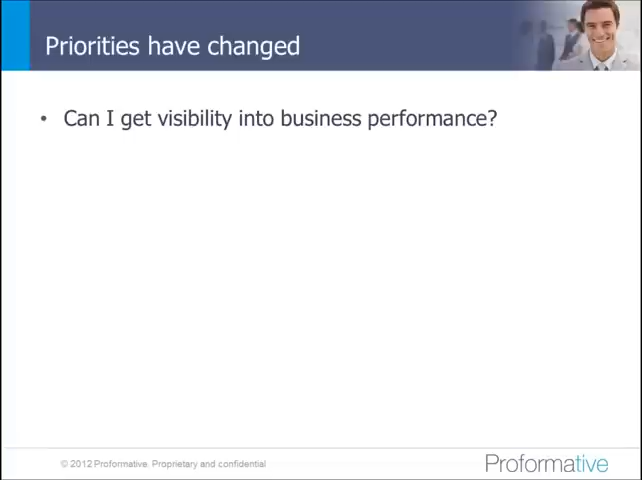 Priorities have changed
• Can I get visibility into business performance?
© 2012 Proformative. Proprietary and confidential
Proformative